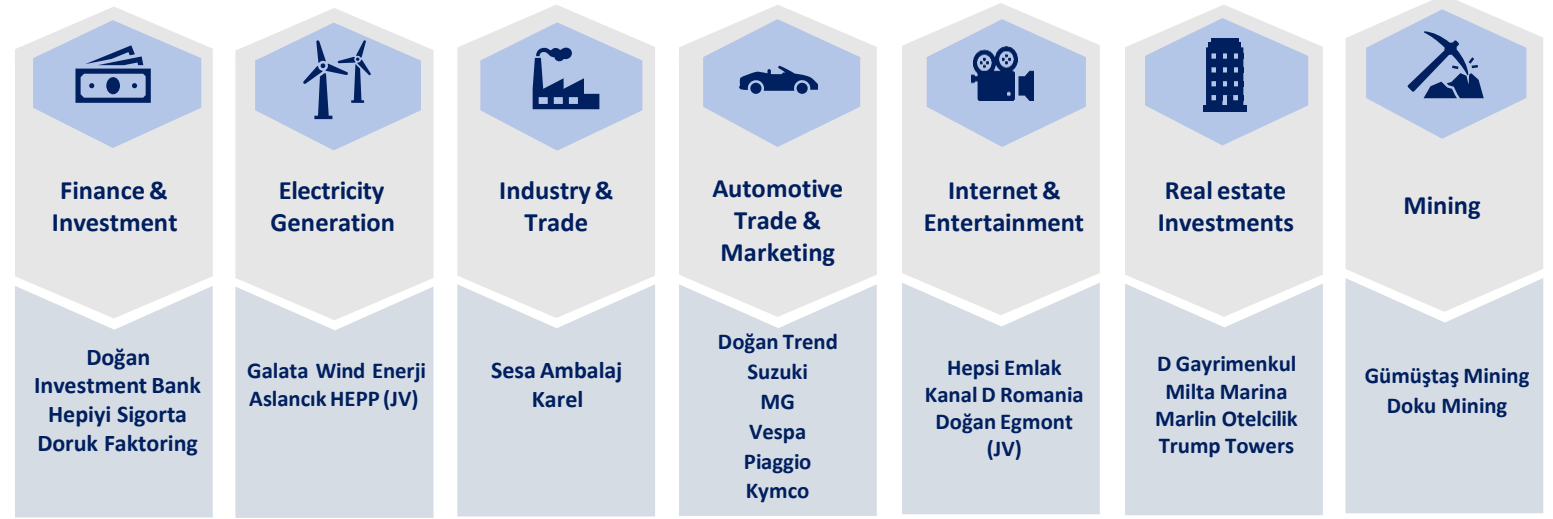 Finance &
Investment
Doğan
Investment Bank
Hepiyi Sigorta
Doruk Faktoring
Electricity
Generation
Galata Wind Enerji
Aslancık HEPP (JV)
Industry &
Trade
Sesa Ambalaj
Karel
Automotive
Trade &
Marketing
Doğan Trend
Suzuki
MG
Vespa
Piaggio
Kymco
Internet &
Entertainment
Hepsi Emlak
Kanal D Romania
Doğan Egmont
(JV)
Real estate
Investments
D Gayrimenkul
Milta Marina
Marlin Otelcilik
Trump Towers
Mining
Gümüştaş Mining
Doku Mining